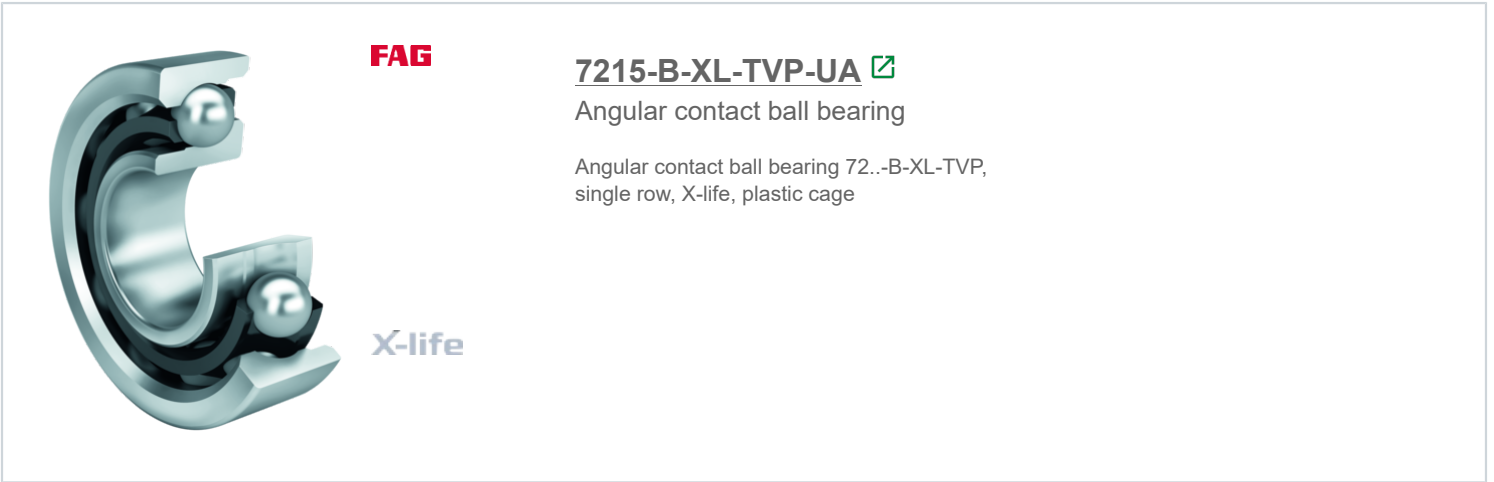 FAG
7215-B-XL-TVP-UA
Angular contact ball bearing
Angular contact ball bearing 72..-B-XL-TVP,
single row, X-life, plastic cage
X-life